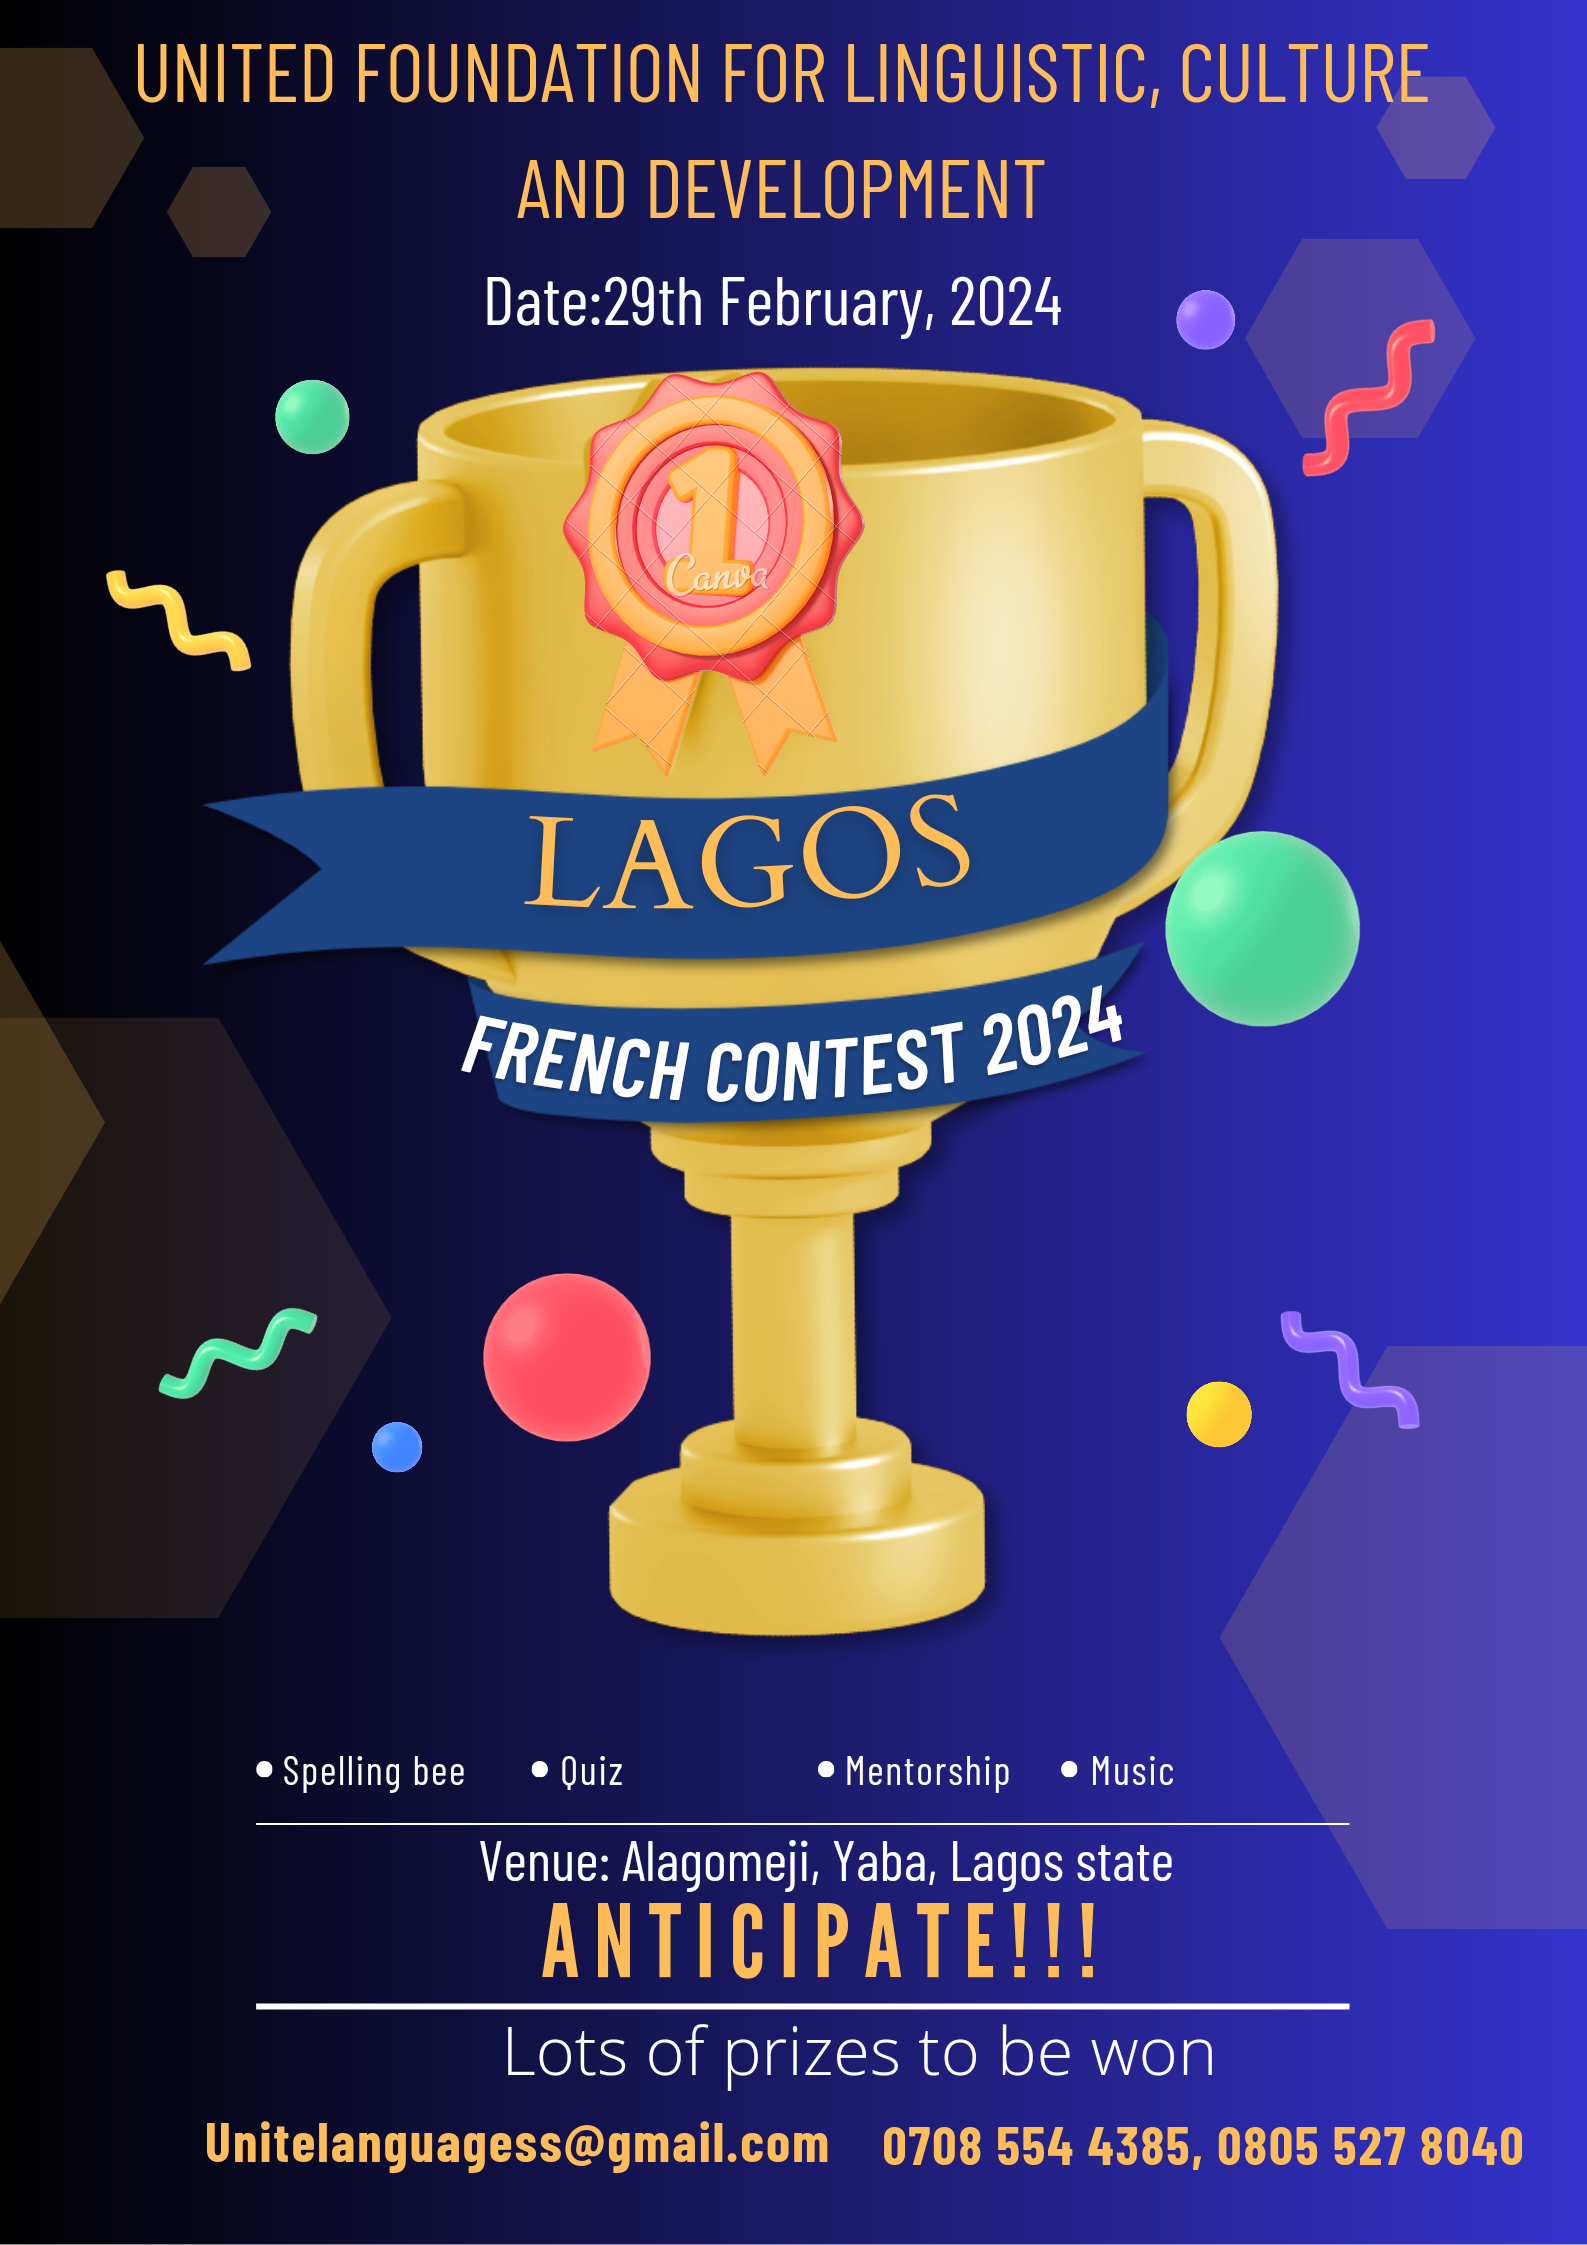 UNITED FOUNDATION FOR LINGUISTIC, CULTURE
AND DEVELOPMENT
Date:29th February, 2024
1
Canva
LAGOS
FRENCH CONTEST 2024
• Spelling bee • Quiz • Mentorship • Music
Venue: Alagomeji, Yaba, Lagos state
ANTICIPATE!!!
Lots of prizes to be won
Unitelanguagess@gmail.com 0708 554 4385, 0805 527 8040